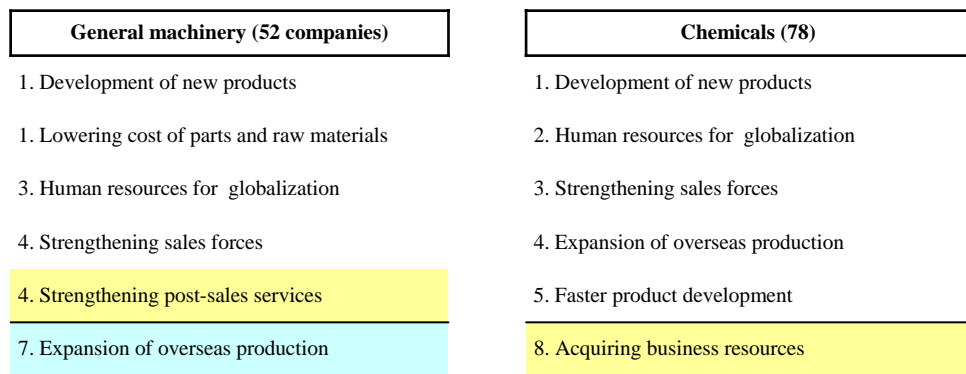 General machinery (52 companies)
1. Development of new products
1. Lowering cost of parts and raw materials
3. Human resources for globalization
4. Strengthening sales forces
4. Strengthening post-sales services
7. Expansion of overseas production
Chemicals (78)
1. Development of new products
2. Human resources for globalization
3. Strengthening sales forces
4. Expansion of overseas production
5. Faster product development
8. Acquiring business resources